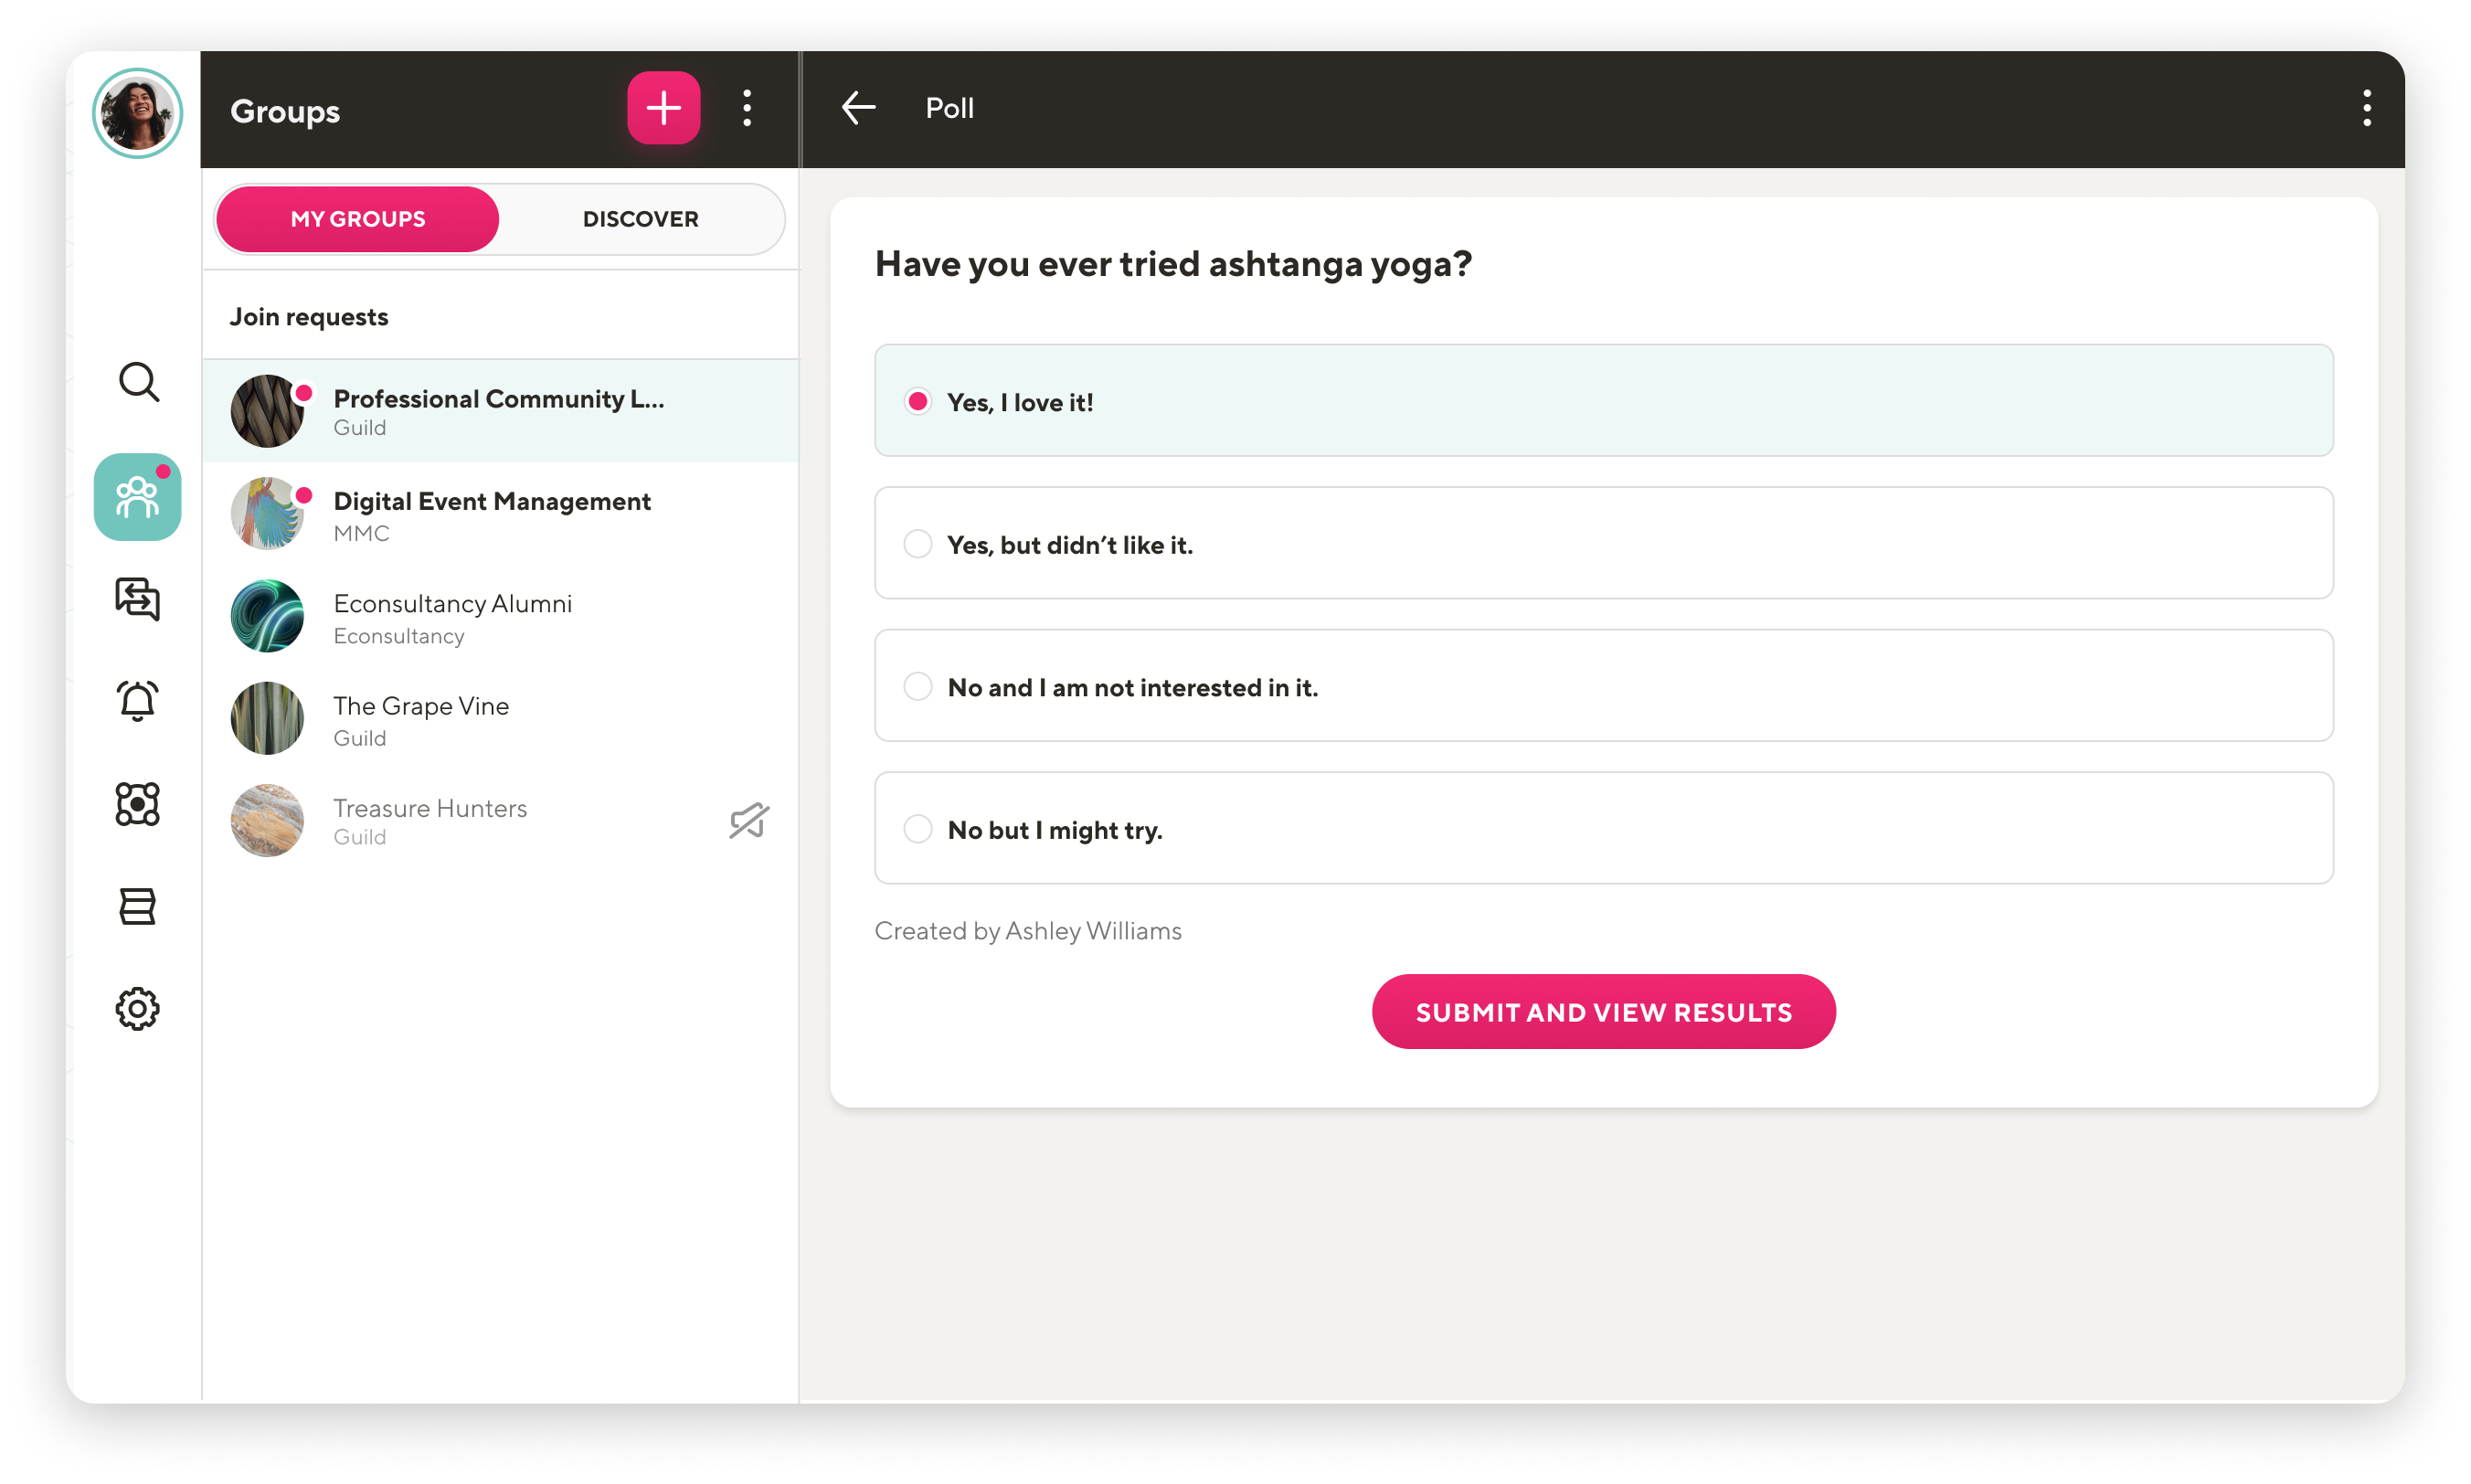 Groups
MY GROUPS
DISCOVER
Join requests
Professional Community L...
Guild
Digital Event Management
MMC
Econsultancy Alumni
Econsultancy
The Grape Vine
Guild
Treasure Hunters
Guild
Poll
Have you ever tried ashtanga yoga?
Yes, I love it!
Yes, but didn’t like it.
No and I am not interested in it.
No but I might try.
Created by Ashley Williams
SUBMIT AND VIEW RESULTS